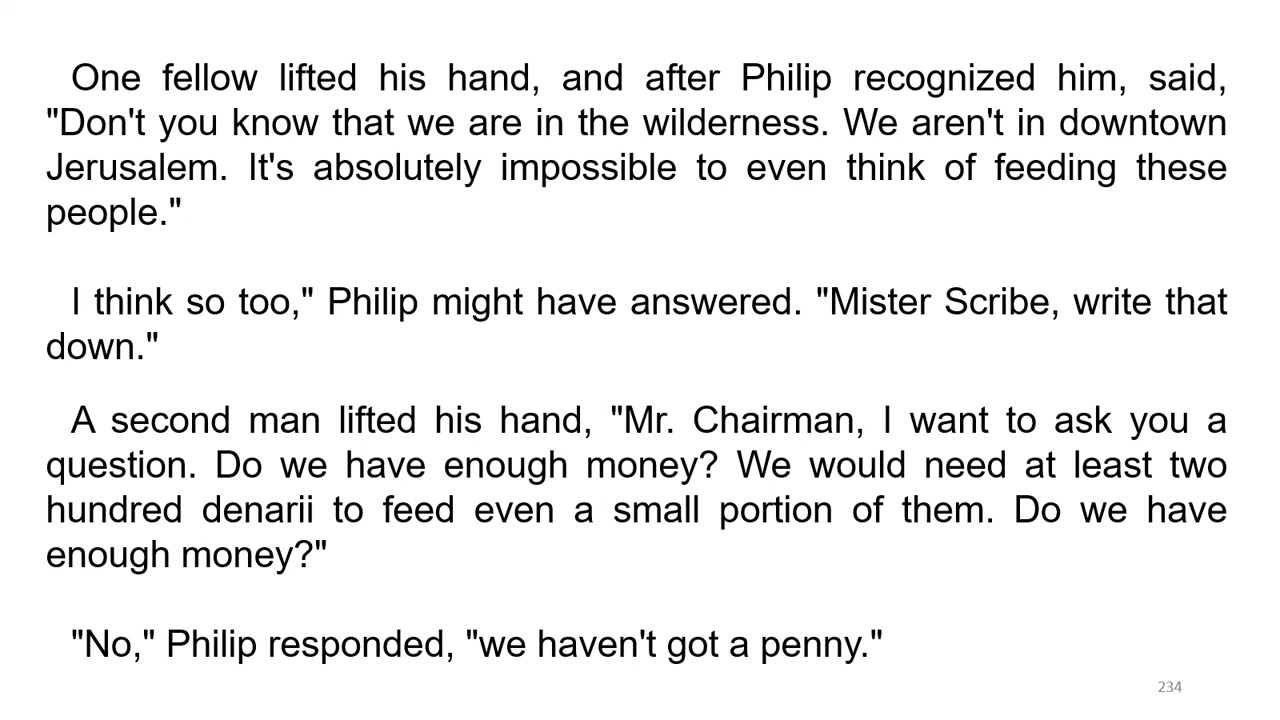 One fellow lifted his hand, and after Philip recognized him, said,
"Don't you know that we are in the wilderness. We aren't in downtown
Jerusalem. It's absolutely impossible to even think of feeding these
people."
I think so too," Philip might have answered. "Mister Scribe, write that
down."
A second man lifted his hand, "Mr. Chairman, I want to ask you a
question. Do we have enough money? We would need at least two
hundred denarii to feed even a small portion of them. Do we have
enough money?"
"No," Philip responded, "we haven't got a penny."
234